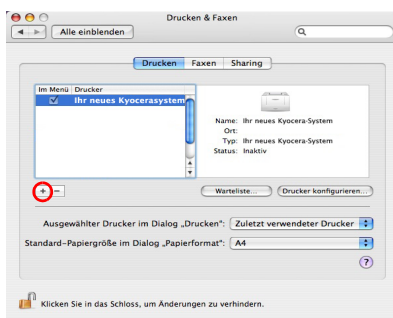 Drucken & Faxen
Alle einblenden
Drucken Faxen Sharing
Im Menü Drucker
Ihr neues Kyocerasystem
Name: Ihr neues Kyocera-System
Ort:
Typ: Ihr neues Kyocera-System
Status: Inaktiv
+ −
Warteliste... Drucker konfigurieren...
Ausgewählter Drucker im Dialog „Drucken“: Zuletzt verwendeter Drucker
Standard-Papiergröße im Dialog „Papierformat“: A4
?
Klicken Sie in das Schloss, um Änderungen zu verhindern.